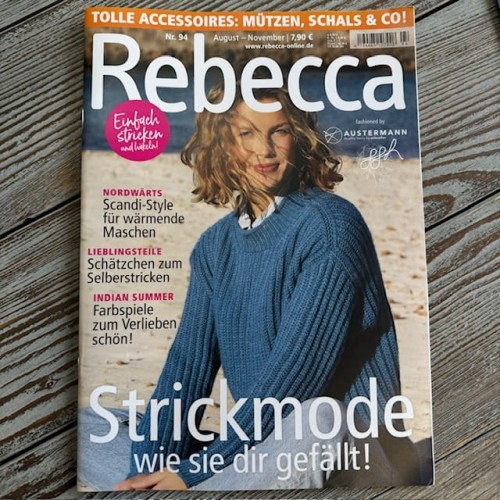 TOLLE ACCESSOIRES: MÜTZEN, SCHALS & CO!
Nr. 94 August – November | 7,90 €
www.rebecca-online.de
Rebecca
Einfach
stricken
und häkeln!
fashioned by
AUSTERMANN
NORDWÄRTS
Scandi-Style
für wärmende
Maschen
LIEBLINGSTEILE
Schätzchen zum
Selberstricken
INDIAN SUMMER
Farbspiele
zum Verlieben
schön!
Strickmode
wie sie dir gefällt!